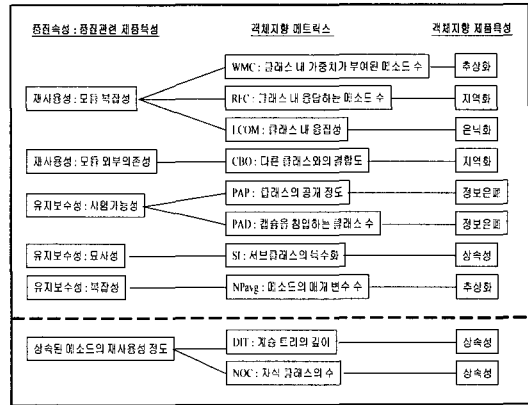 품질속성 : 품질관련 제품특성
객체지향 메트릭스
객체지향 제품특성
WMC : 클래스 내 가중치가 부여된 메소드 수
추상화
재사용성 : 모듈 복잡성
RFC : 클래스 내 응답하는 메소드 수
지역화
LCOM : 클래스 내 응집성
은닉화
재사용성 : 모듈 외부의존성
CBO : 다른 클래스와의 결합도
지역화
PAP : 클래스의 공개 정도
정보은폐
유지보수성 : 시험가능성
PAD : 캡슐을 침입하는 클래스 수
정보은폐
유지보수성 : 묘사성
SI : 서브클래스의 특수화
상속성
유지보수성 : 복잡성
NPavg : 메소드의 매개 변수 수
추상화
DIT : 계승 트리의 깊이
상속성
상속된 메소드의 재사용성 정도
NOC : 자식 클래스의 수
상속성